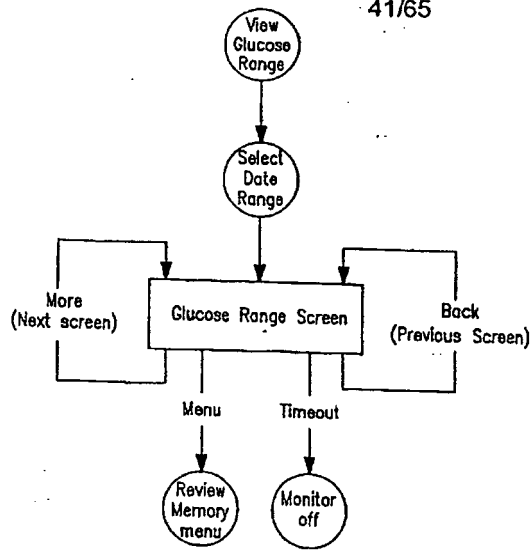 41/65
View
Glucose
Range
Select
Date
Range
More
(Next screen)
Glucose Range Screen
Back
(Previous Screen)
Menu
Timeout
Review
Memory
menu
Monitor
off